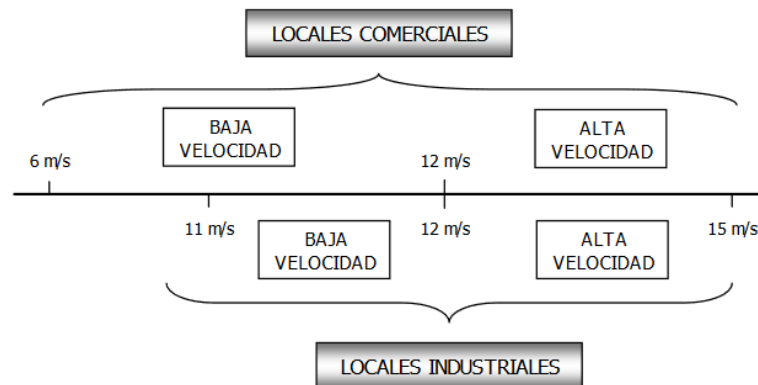 LOCALES COMERCIALES
BAJA
VELOCIDAD
ALTA
VELOCIDAD
6 m/s
12 m/s
11 m/s
12 m/s
15 m/s
BAJA
VELOCIDAD
ALTA
VELOCIDAD
LOCALES INDUSTRIALES